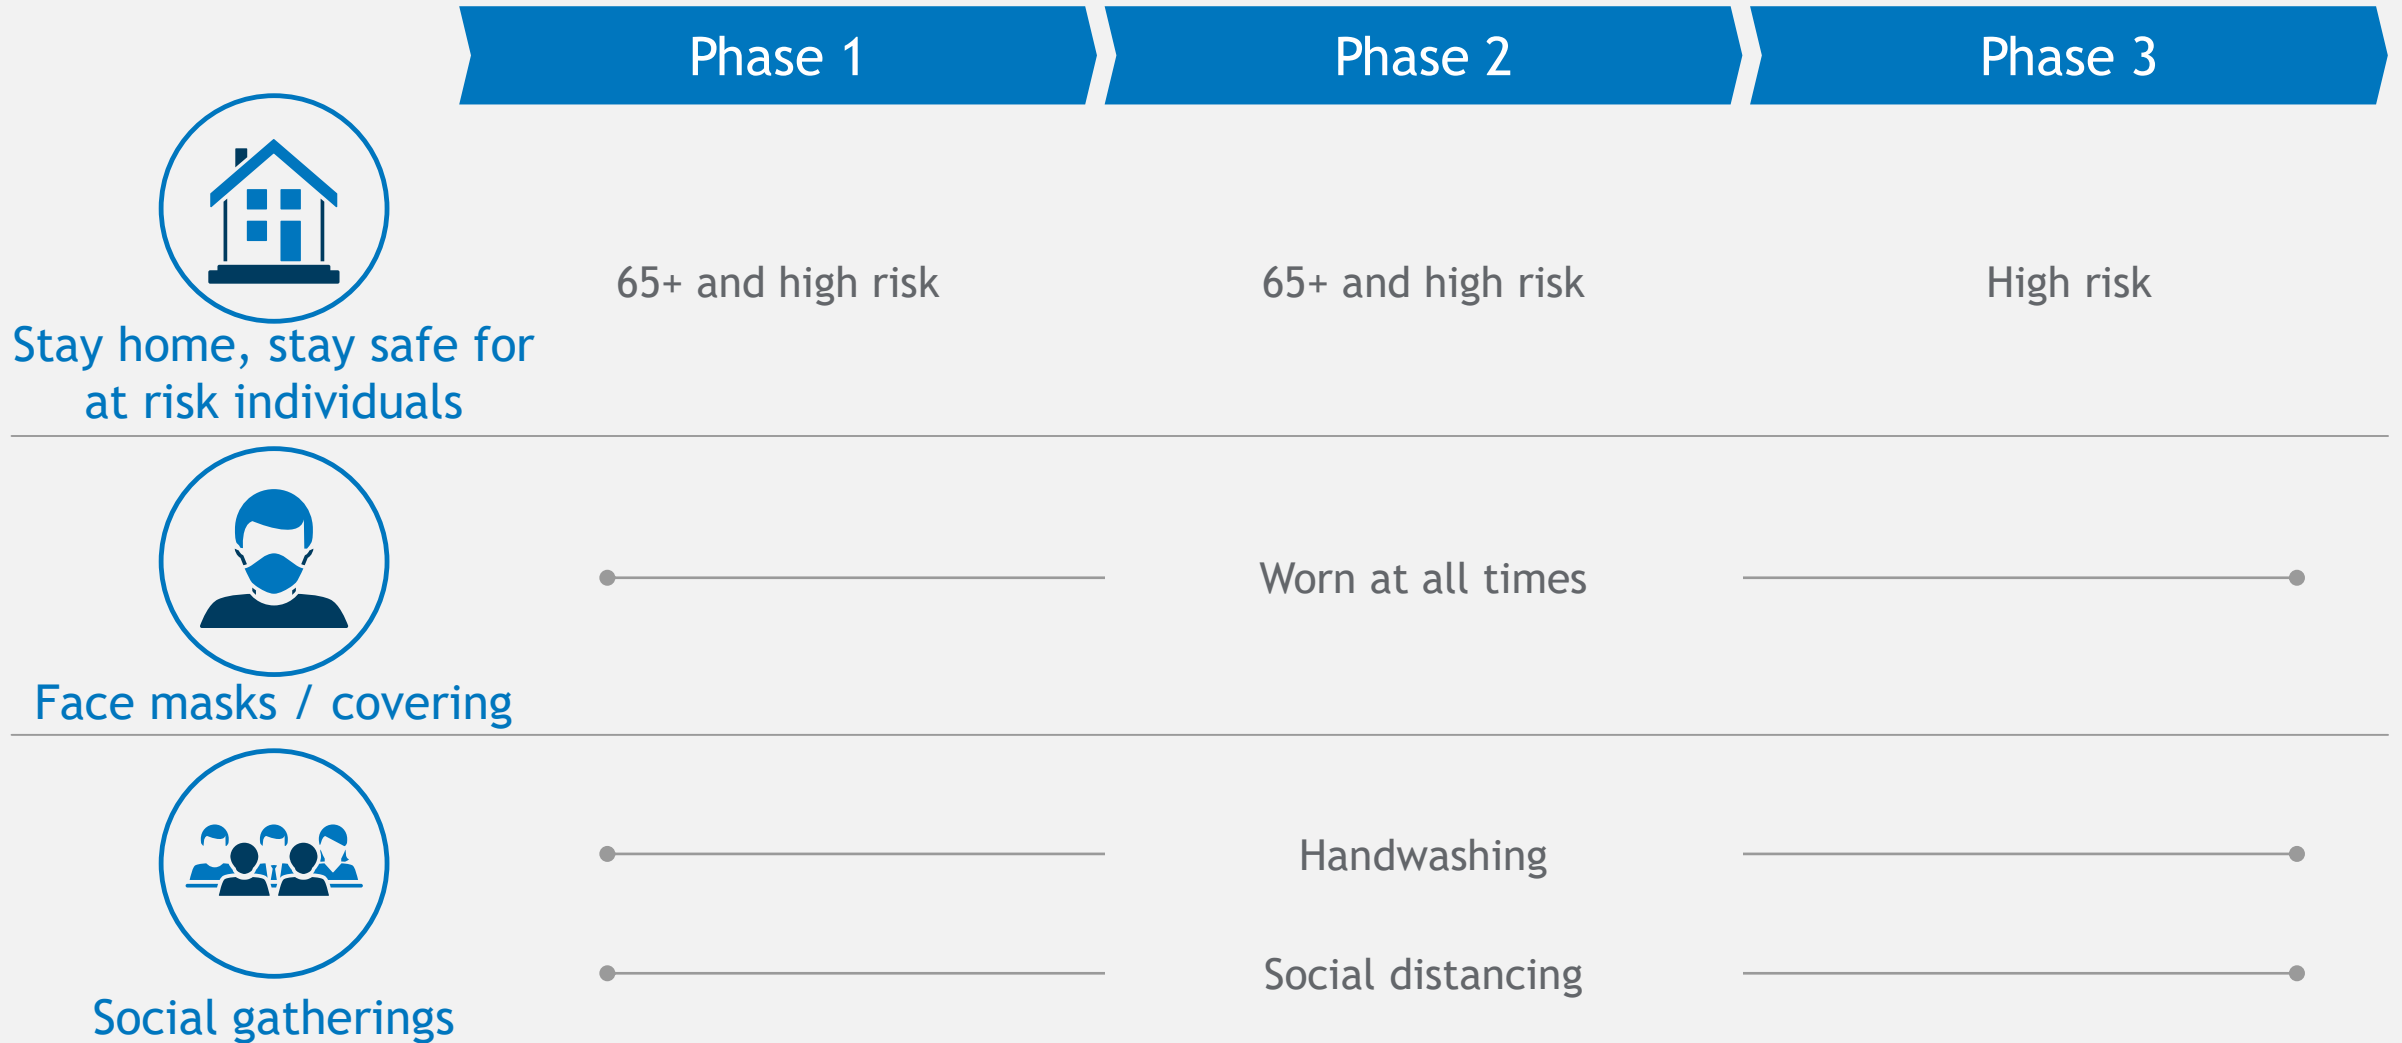 Phase 1
Phase 2
Phase 3
65+ and high risk
65+ and high risk
High risk
Stay home, stay safe for
at risk individuals
Worn at all times
Face masks / covering
Handwashing
Social distancing
Social gatherings